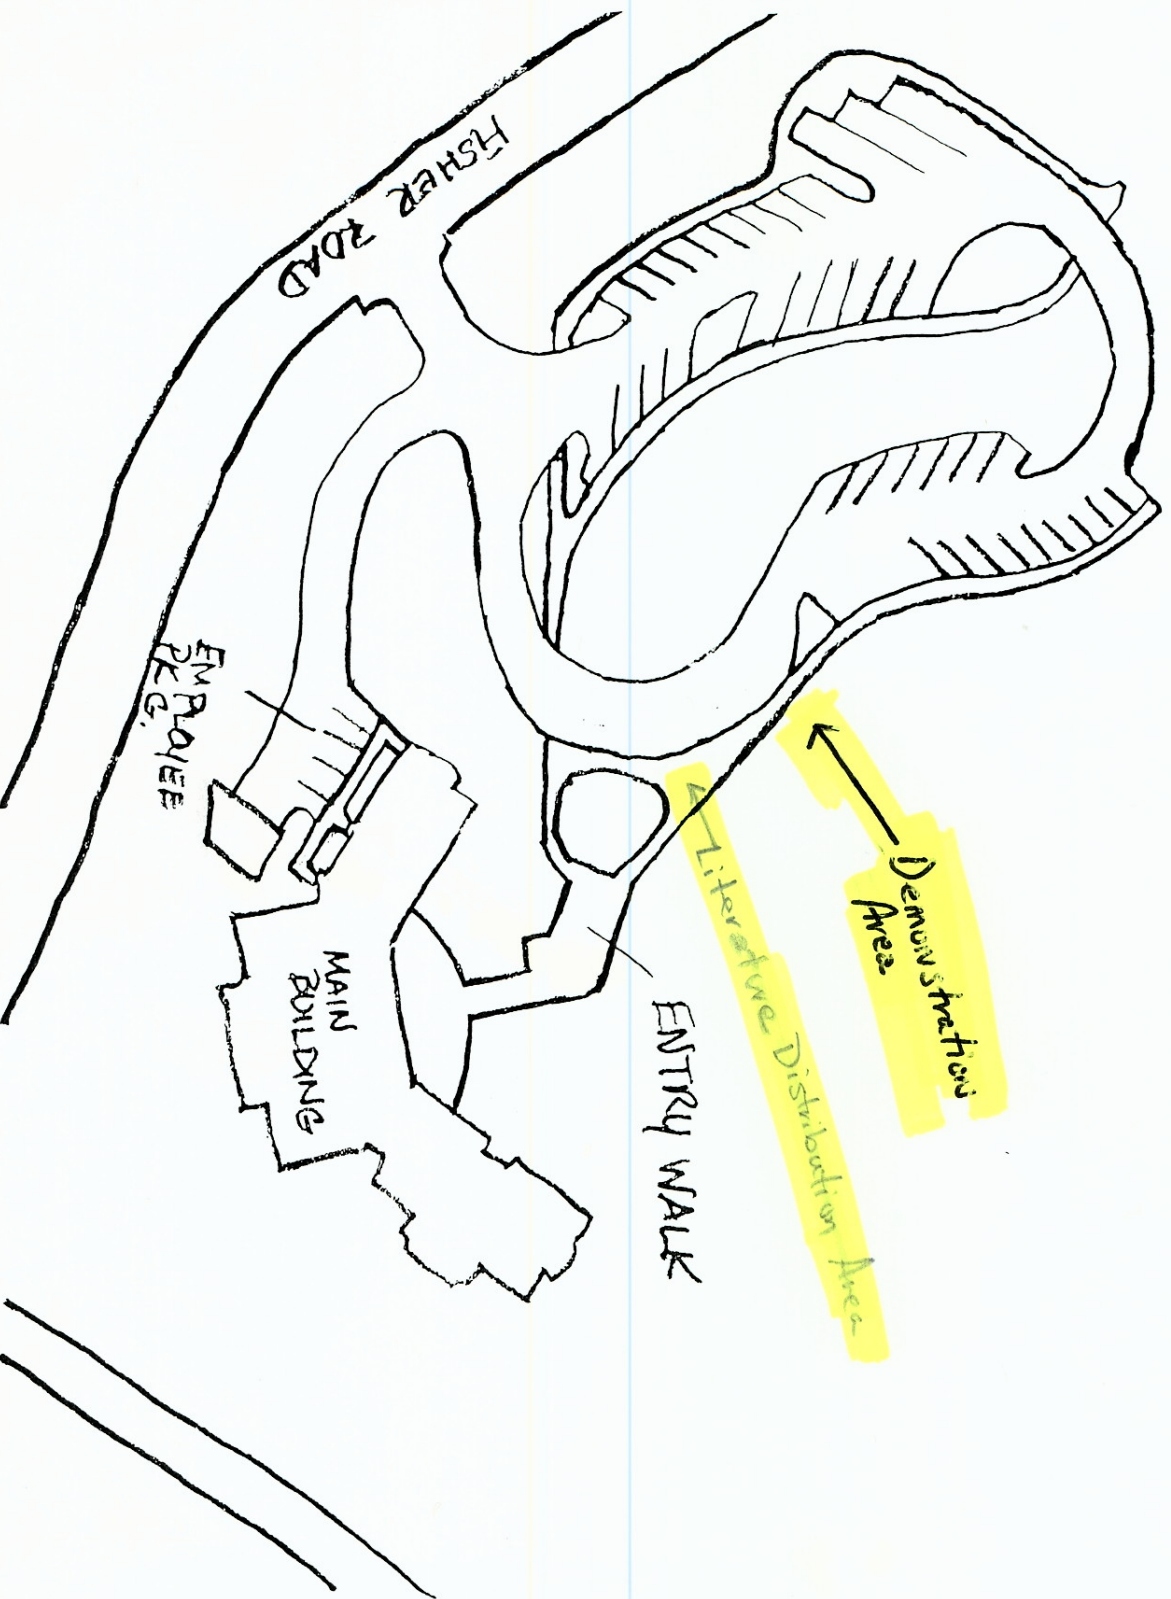 FISHER ROAD
EMPLOYEE
PKG.
MAIN
BUILDING
ENTRY WALK
Literature Distribution Area
Demonstration
Area